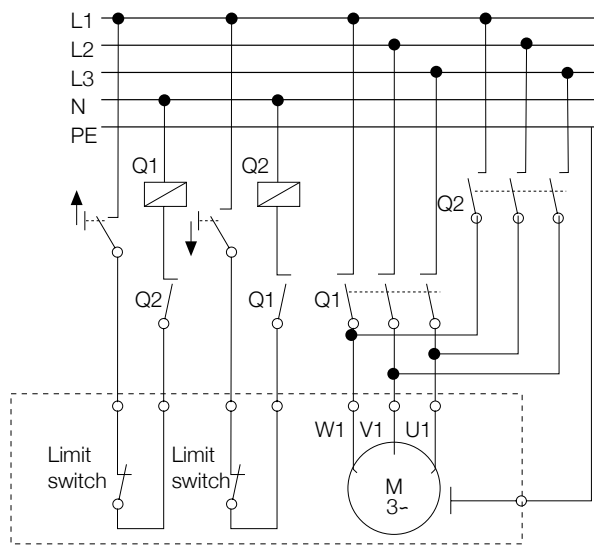 L1
L2
L3
N
PE
Q1
Q2
Q2
Q2
Q1
Q1
W1
V1
U1
Limit
switch
Limit
switch
M
3~